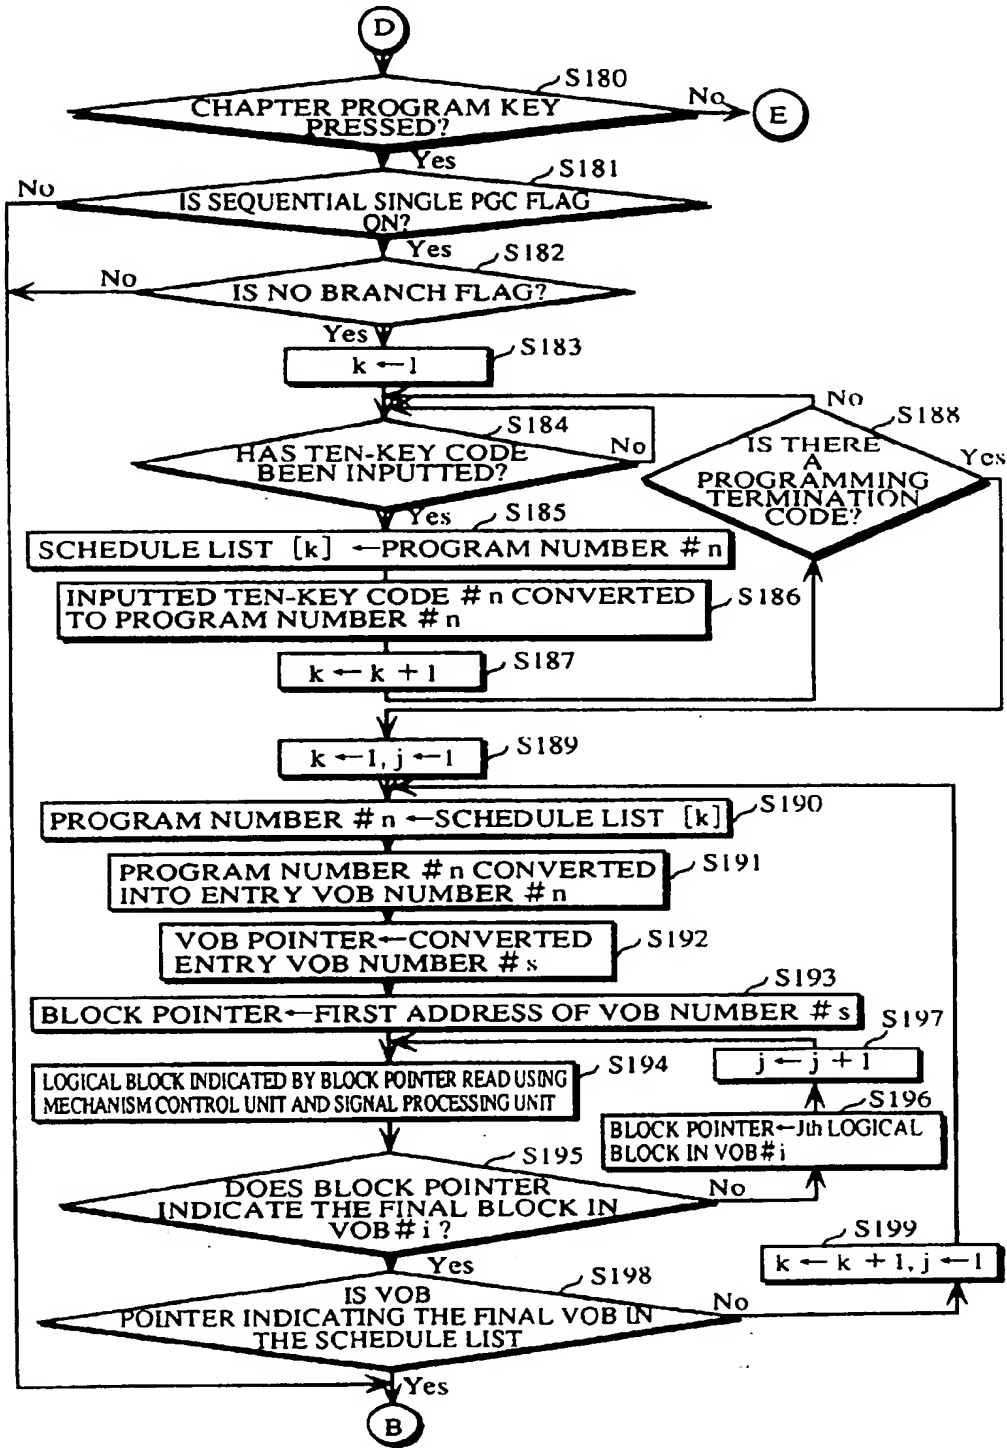 D
S180
CHAPTER PROGRAM KEY
PRESSED?
No
E
Yes
S181
No
IS SEQUENTIAL SINGLE PGC FLAG
ON?
Yes
S182
No
IS NO BRANCH FLAG?
Yes
S183
k ← 1
No
S184
S188
HAS TEN-KEY CODE
BEEN INPUTTED?
No
IS THERE
A
PROGRAMMING
TERMINATION
CODE?
Yes
Yes
S185
SCHEDULE LIST [k] ←PROGRAM NUMBER #n
INPUTTED TEN-KEY CODE #n CONVERTED
TO PROGRAM NUMBER #n
S186
S187
k ← k + 1
S189
k ←1, j ←1
S190
PROGRAM NUMBER #n ←SCHEDULE LIST [k]
S191
PROGRAM NUMBER #n CONVERTED
INTO ENTRY VOB NUMBER #n
S192
VOB POINTER←CONVERTED
ENTRY VOB NUMBER #s
S193
BLOCK POINTER←FIRST ADDRESS OF VOB NUMBER #s
S197
j ← j + 1
S194
LOGICAL BLOCK INDICATED BY BLOCK POINTER READ USING
MECHANISM CONTROL UNIT AND SIGNAL PROCESSING UNIT
S196
BLOCK POINTER←Jth LOGICAL
BLOCK IN VOB#i
S195
DOES BLOCK POINTER
INDICATE THE FINAL BLOCK IN
VOB#i?
No
Yes
S199
k ← k + 1, j ←1
S198
IS VOB
POINTER INDICATING THE FINAL VOB IN
THE SCHEDULE LIST
No
Yes
B